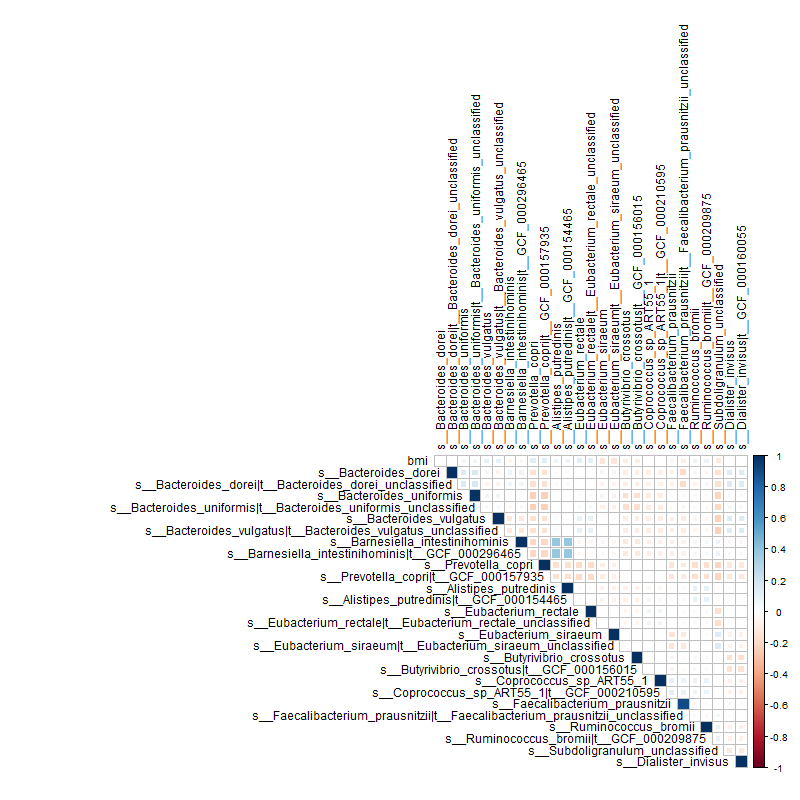 s__Bacteroides_dorei
s__Bacteroides_dorei|t__Bacteroides_dorei_unclassified
s__Bacteroides_uniformis
s__Bacteroides_uniformis|t__Bacteroides_uniformis_unclassified
s__Bacteroides_vulgatus
s__Bacteroides_vulgatus|t__Bacteroides_vulgatus_unclassified
s__Barnesiella_intestinihominis
s__Barnesiella_intestinihominis|t__GCF_000296465
s__Prevotella_copri
s__Prevotella_copri|t__GCF_000157935
s__Alistipes_putredinis
s__Alistipes_putredinis|t__GCF_000154465
s__Eubacterium_rectale
s__Eubacterium_rectale|t__Eubacterium_rectale_unclassified
s__Eubacterium_siraeum
s__Eubacterium_siraeum|t__Eubacterium_siraeum_unclassified
s__Butyrivibrio_crossotus
s__Butyrivibrio_crossotus|t__GCF_000156015
s__Coprococcus_sp_ART55_1
s__Coprococcus_sp_ART55_1|t__GCF_000210595
s__Faecalibacterium_prausnitzii
s__Faecalibacterium_prausnitzii|t__Faecalibacterium_prausnitzii_unclassified
s__Ruminococcus_bromii
s__Ruminococcus_bromii|t__GCF_000209875
s__Subdoligranulum_unclassified
s__Dialister_invisus
s__Dialister_invisus|t__GCF_000160055
bmi
s__Bacteroides_dorei
s__Bacteroides_dorei|t__Bacteroides_dorei_unclassified
s__Bacteroides_uniformis
s__Bacteroides_uniformis|t__Bacteroides_uniformis_unclassified
s__Bacteroides_vulgatus
s__Bacteroides_vulgatus|t__Bacteroides_vulgatus_unclassified
s__Barnesiella_intestinihominis
s__Barnesiella_intestinihominis|t__GCF_000296465
s__Prevotella_copri
s__Prevotella_copri|t__GCF_000157935
s__Alistipes_putredinis
s__Alistipes_putredinis|t__GCF_000154465
s__Eubacterium_rectale
s__Eubacterium_rectale|t__Eubacterium_rectale_unclassified
s__Eubacterium_siraeum
s__Eubacterium_siraeum|t__Eubacterium_siraeum_unclassified
s__Butyrivibrio_crossotus
s__Butyrivibrio_crossotus|t__GCF_000156015
s__Coprococcus_sp_ART55_1
s__Coprococcus_sp_ART55_1|t__GCF_000210595
s__Faecalibacterium_prausnitzii
s__Faecalibacterium_prausnitzii|t__Faecalibacterium_prausnitzii_unclassified
s__Ruminococcus_bromii
s__Ruminococcus_bromii|t__GCF_000209875
s__Subdoligranulum_unclassified
s__Dialister_invisus
1
0.8
0.6
0.4
0.2
0
-0.2
-0.4
-0.6
-0.8
-1